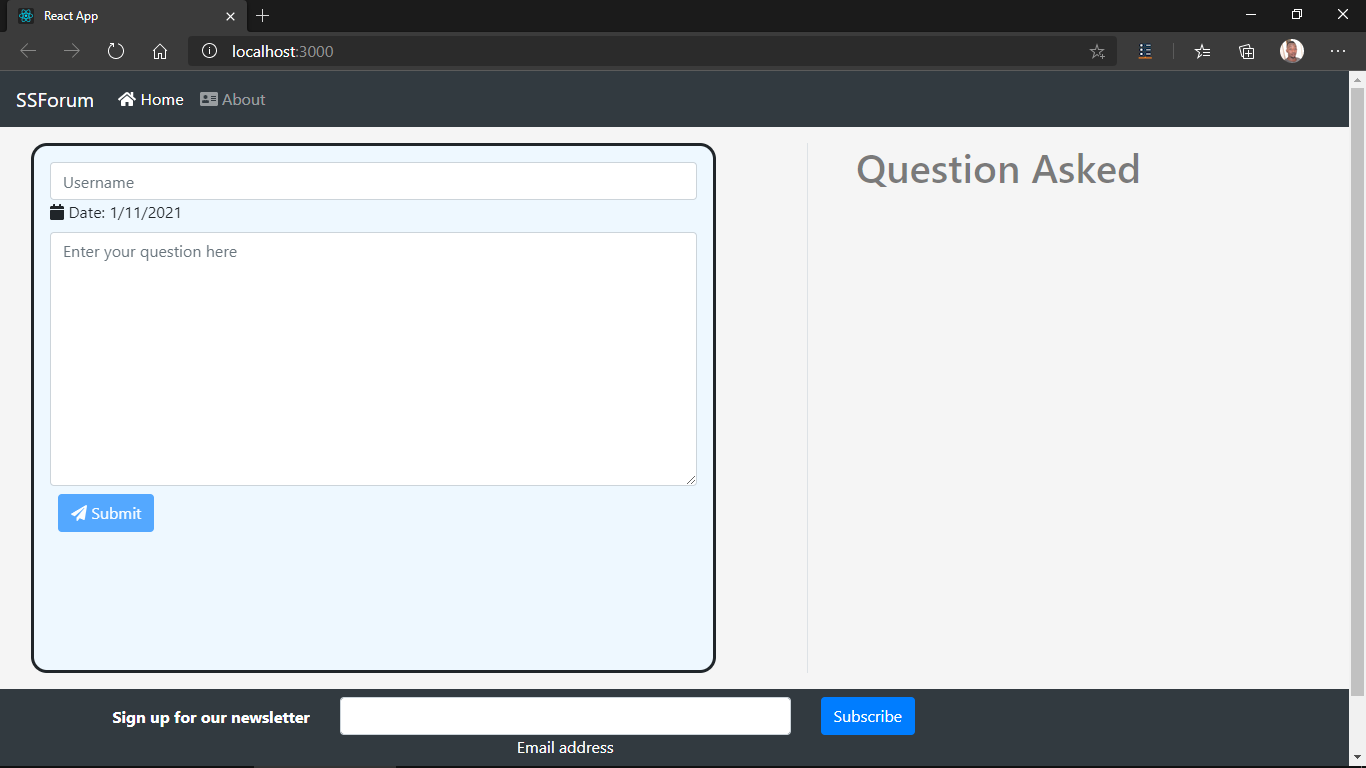 React App
localhost:3000
SSForum Home About
Username
Date: 1/11/2021
Enter your question here
Submit
Question Asked
Sign up for our newsletter Subscribe
Email address